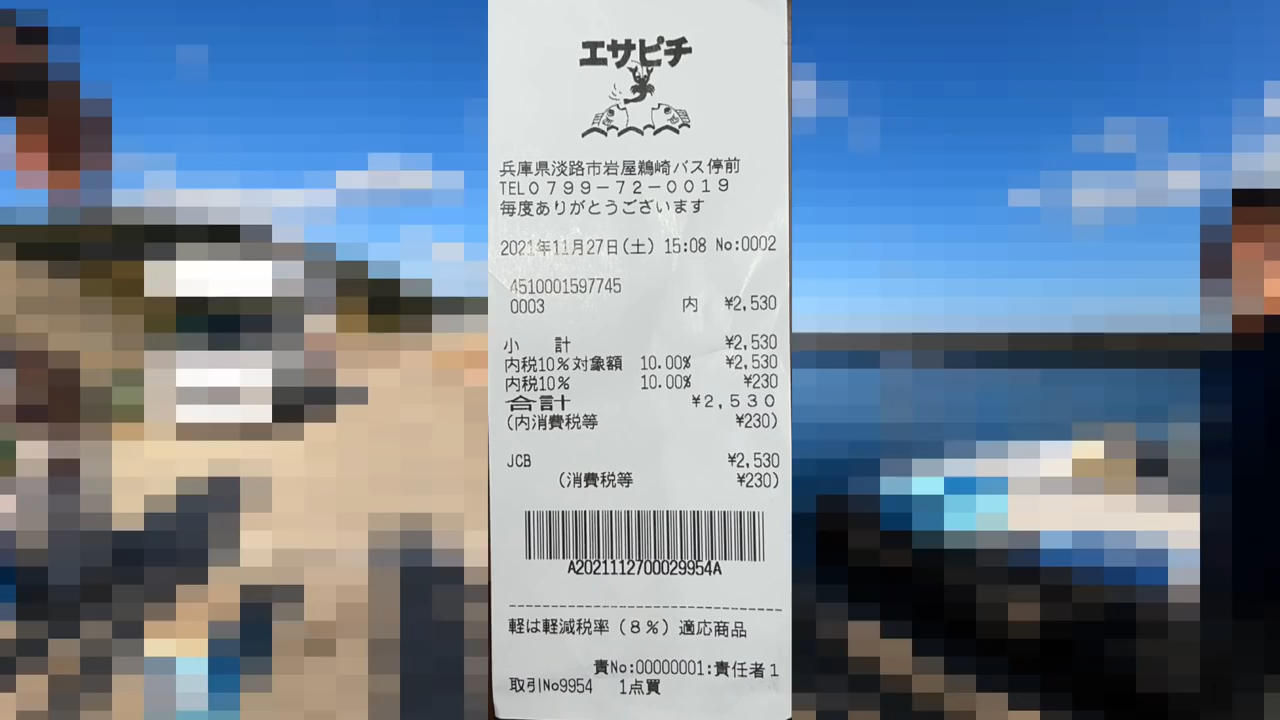 エサピチ
兵庫県淡路市岩屋鵜崎バス停前
TEL0799-72-0019
毎度ありがとうございます
2021年11月27日(土) 15:08 No:0002
4510001597745
0003 内 ¥2,530
小 計 ¥2,530
内税10%対象額 10.00% ¥2,530
内税10% 10.00% ¥230
合計 ¥2,530
(内消費税等 ¥230)
JCB ¥2,530
(消費税等 ¥230)
A2021112700029954A
軽は軽減税率(8%)適応商品
責No:00000001:責任者1
取引No9954 1点買